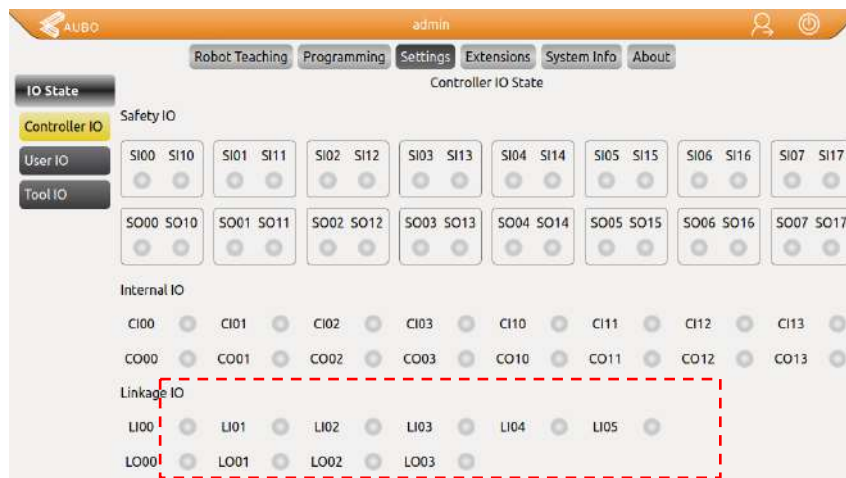 AUBO admin
Robot Teaching Programming Settings Extensions System Info About
Controller IO State
IO State
Controller IO
User IO
Tool IO
Safety IO
SI00 SI10 SI01 SI11 SI02 SI12 SI03 SI13 SI04 SI14 SI05 SI15 SI06 SI16 SI07 SI17
SO00 SO10 SO01 SO11 SO02 SO12 SO03 SO13 SO04 SO14 SO05 SO15 SO06 SO16 SO07 SO17
Internal IO
CI00 CI01 CI02 CI03 CI10 CI11 CI12 CI13
CO00 CO01 CO02 CO03 CO10 CO11 CO12 CO13
Linkage IO
LI00 LI01 LI02 LI03 LI04 LI05
LO00 LO01 LO02 LO03